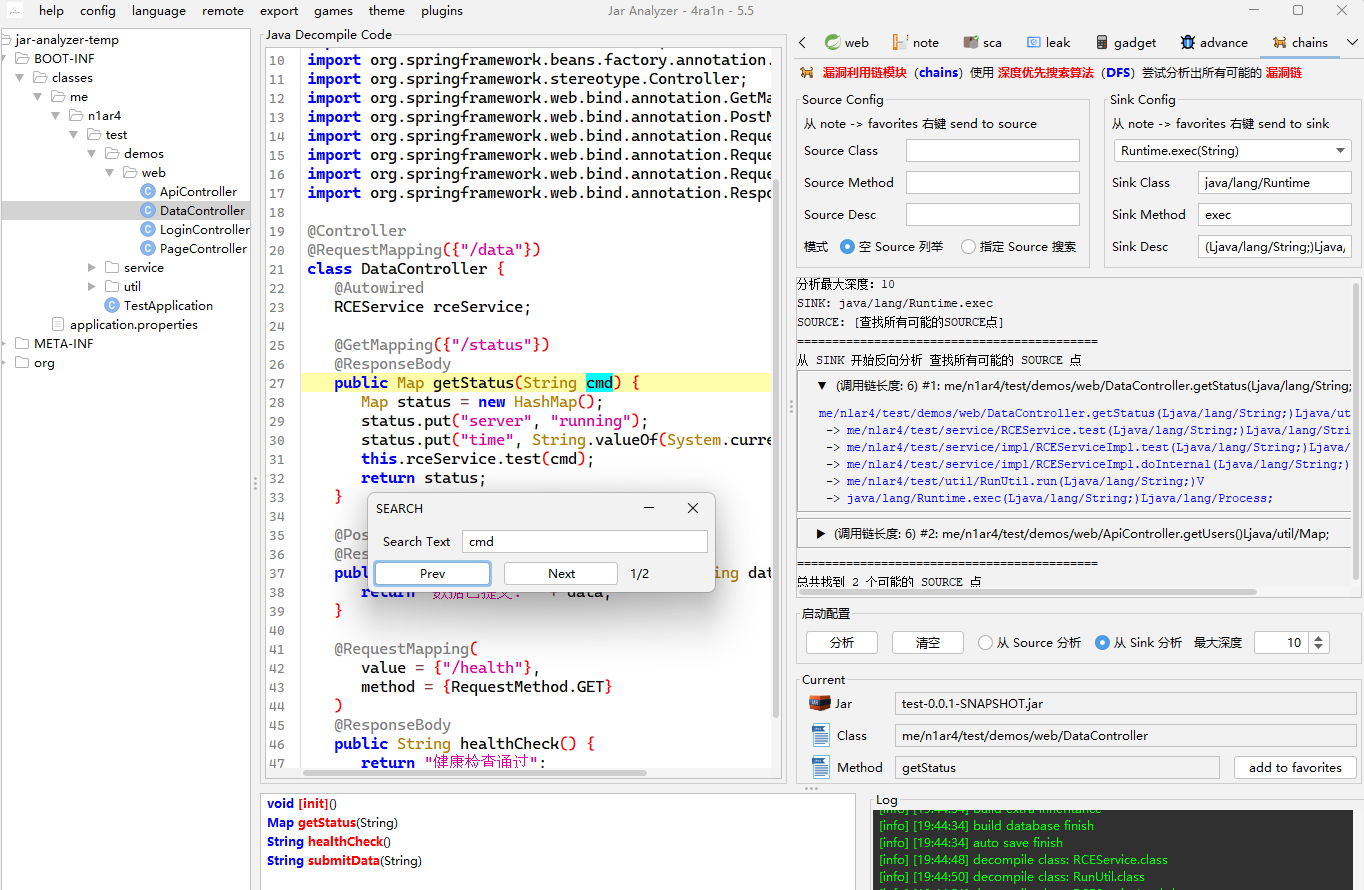 help config language remote export games theme plugins
Jar Analyzer - 4ra1n - 5.5
jar-analyzer-temp
BOOT-INF
classes
me
n1ar4
test
demos
web
ApiController
DataController
LoginController
PageController
service
util
TestApplication
application.properties
META-INF
org
Java Decompile Code
10 import org.springframework.beans.factory.annotation.
11 import org.springframework.stereotype.Controller;
12 import org.springframework.web.bind.annotation.GetMa
13 import org.springframework.web.bind.annotation.PostM
14 import org.springframework.web.bind.annotation.Reque
15 import org.springframework.web.bind.annotation.Reque
16 import org.springframework.web.bind.annotation.Reque
17 import org.springframework.web.bind.annotation.Respo
18
19 @Controller
20 @RequestMapping({"/data"})
21 class DataController {
22 @Autowired
23 RCEService rceService;
24
25 @GetMapping({"/status"})
26 @ResponseBody
27 public Map getStatus(String cmd) {
28 Map status = new HashMap();
29 status.put("server", "running");
30 status.put("time", String.valueOf(System.curre
31 this.rceService.test(cmd);
32 return status;
33 }
34
35 @Pos
36 @Res
37 publ ing dat
38 return "数据已提交: " + data;
39 }
40
41 @RequestMapping(
42 value = {"/health"},
43 method = {RequestMethod.GET}
44 )
45 @ResponseBody
46 public String healthCheck() {
47 return "健康检查通过";
SEARCH
Search Text cmd
Prev Next 1/2
void [init]()
Map getStatus(String)
String healthCheck()
String submitData(String)
web note sca leak gadget advance chains
漏洞利用链模块（chains）使用 深度优先搜索算法（DFS）尝试分析出所有可能的 漏洞链
Source Config
从 note -> favorites 右键 send to source
Source Class
Source Method
Source Desc
模式 空 Source 列举 指定 Source 搜索
Sink Config
从 note -> favorites 右键 send to sink
Runtime.exec(String)
Sink Class java/lang/Runtime
Sink Method exec
Sink Desc (Ljava/lang/String;)Ljava/
分析最大深度: 10
SINK: java/lang/Runtime.exec
SOURCE: [查找所有可能的SOURCE点]
===========================================
从 SINK 开始反向分析 查找所有可能的 SOURCE 点
▼ (调用链长度: 6) #1: me/n1ar4/test/demos/web/DataController.getStatus(Ljava/lang/String;
me/n1ar4/test/demos/web/DataController.getStatus(Ljava/lang/String;)Ljava/ut
-> me/n1ar4/test/service/RCEService.test(Ljava/lang/String;)Ljava/lang/Stri
-> me/n1ar4/test/service/impl/RCEServiceImpl.test(Ljava/lang/String;)Ljava/
-> me/n1ar4/test/service/impl/RCEServiceImpl.doInternal(Ljava/lang/String;)
-> me/n1ar4/test/util/RunUtil.run(Ljava/lang/String;)V
-> java/lang/Runtime.exec(Ljava/lang/String;)Ljava/lang/Process;
▶ (调用链长度: 6) #2: me/n1ar4/test/demos/web/ApiController.getUsers()Ljava/util/Map;
===========================================
总共找到 2 个可能的 SOURCE 点
启动配置
分析 清空 从 Source 分析 从 Sink 分析 最大深度 10
Current
Jar test-0.0.1-SNAPSHOT.jar
Class me/n1ar4/test/demos/web/DataController
Method getStatus add to favorites
Log
[info] [19:44:34] build extra inheritance
[info] [19:44:34] build database finish
[info] [19:44:34] auto save finish
[info] [19:44:48] decompile class: RCEService.class
[info] [19:44:50] decompile class: RunUtil.class